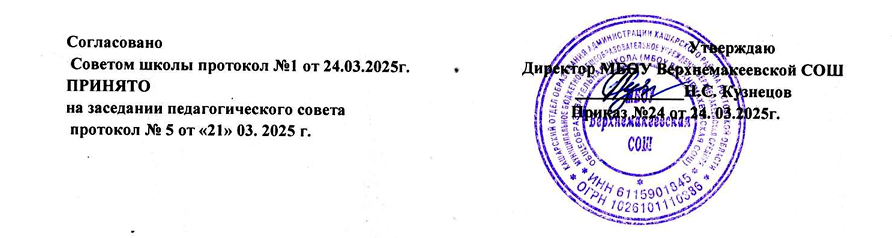 Согласовано
Советом школы протокол №1 от 24.03.2025г.
ПРИНЯТО
на заседании педагогического совета
протокол № 5 от «21» 03. 2025 г.
Утверждаю
Директор МБОУ Верхнемакеевской СОШ
Н.С. Кузнецов
Приказ №24 от 24. 03.2025г.
МБОУ
Верхнемакеевская
СОШ
* ИНН 6115901845 *
ОГРН 1026101110386